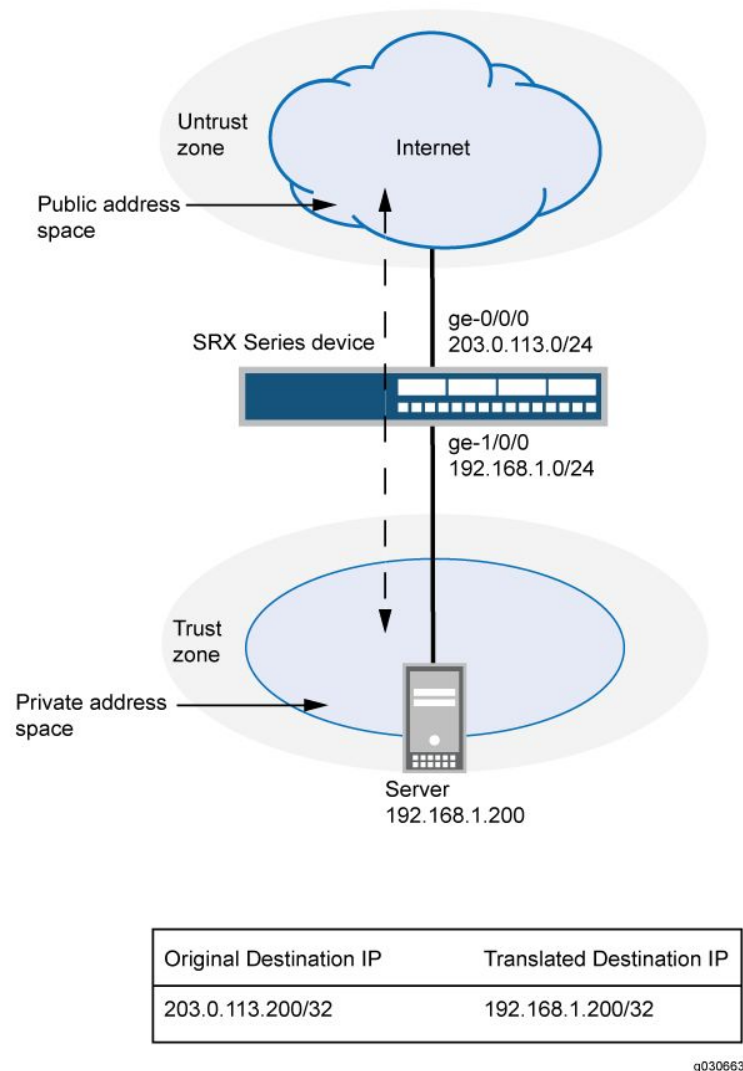 Untrust
zone
Internet
Public address
space
ge-0/0/0
203.0.113.0/24
SRX Series device
ge-1/0/0
192.168.1.0/24
Trust
zone
Private address
space
Server
192.168.1.200
Original Destination IP Translated Destination IP
203.0.113.200/32 192.168.1.200/32
g030663